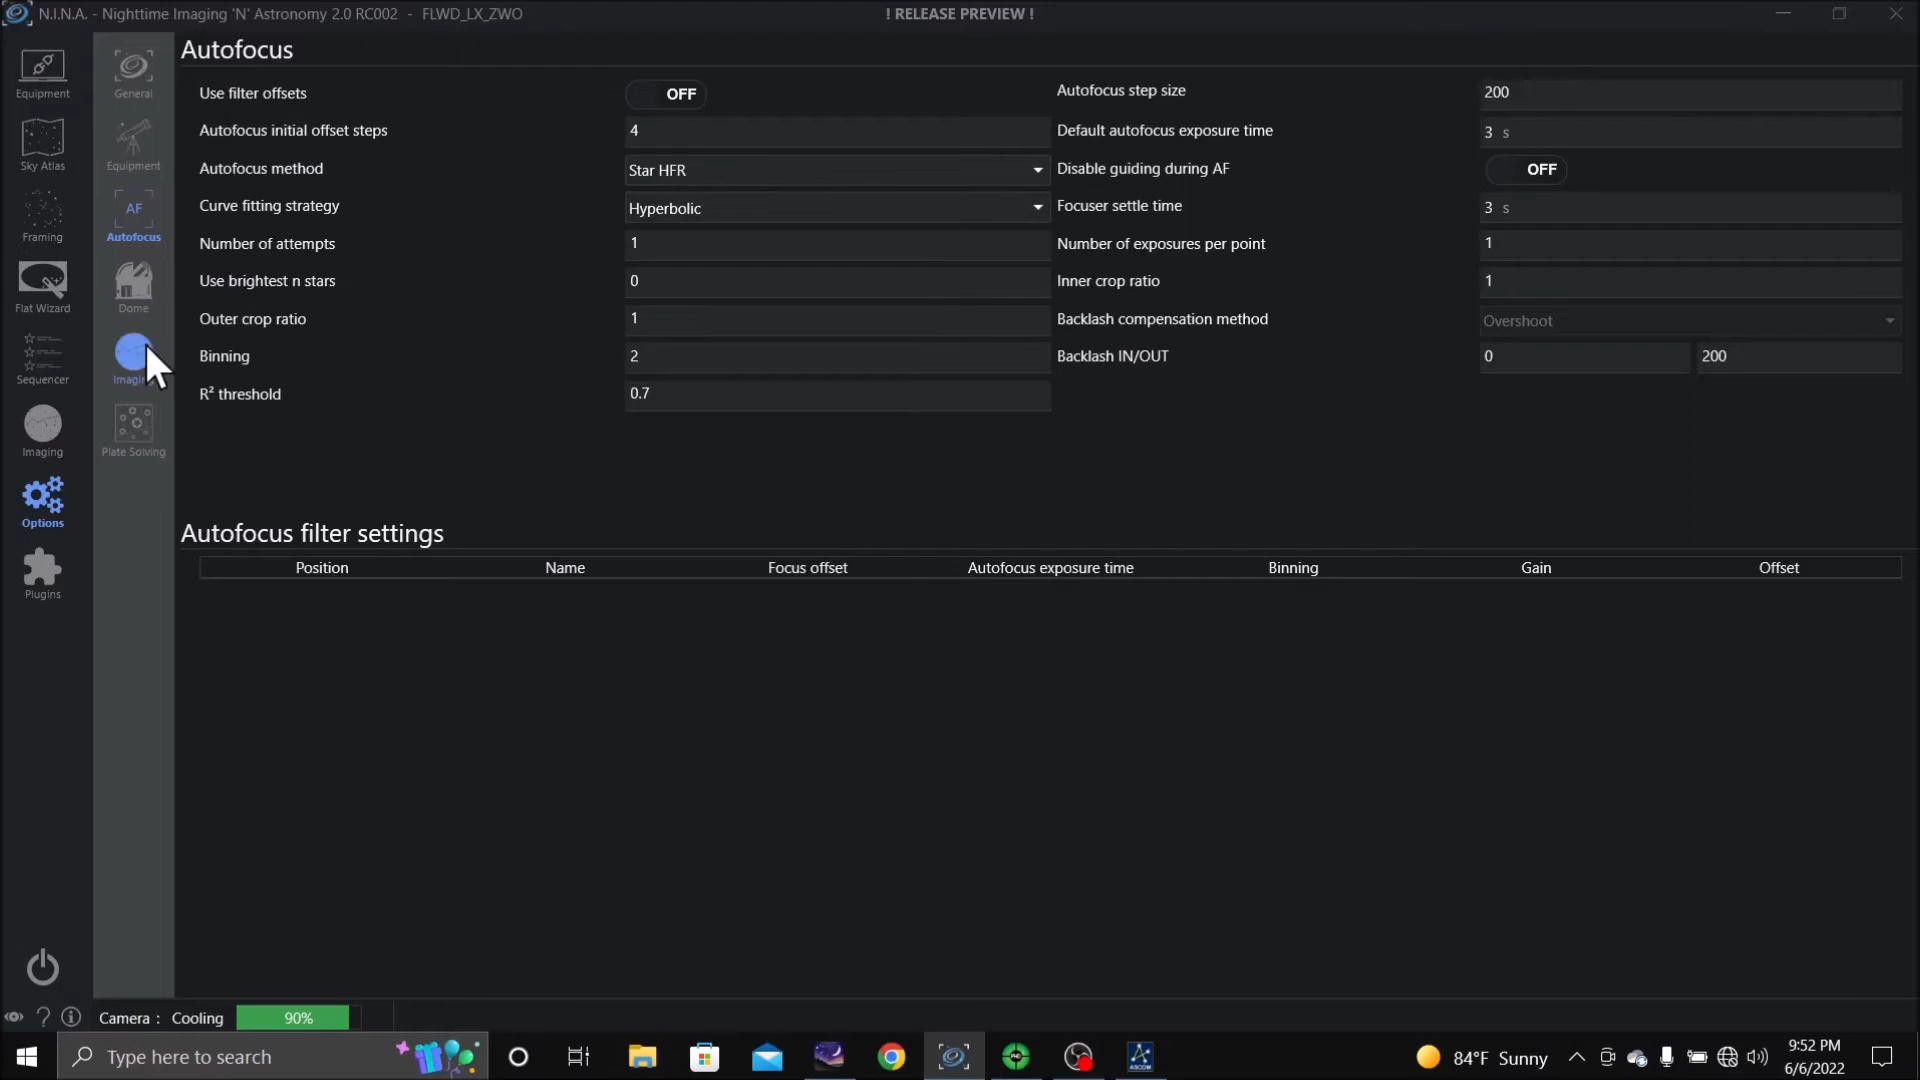 N.I.N.A. - Nighttime Imaging 'N' Astronomy 2.0 RC002 - FLWD_LX_ZWO
! RELEASE PREVIEW !
Equipment
Sky Atlas
Framing
Flat Wizard
Sequencer
Imaging
Options
Plugins
General
Equipment
AF
Autofocus
Dome
Plate Solving
Autofocus
Use filter offsets OFF
Autofocus step size 200
Autofocus initial offset steps 4
Default autofocus exposure time 3 s
Autofocus method Star HFR
Disable guiding during AF OFF
Curve fitting strategy Hyperbolic
Focuser settle time 3 s
Number of attempts 1
Number of exposures per point 1
Use brightest n stars 0
Inner crop ratio 1
Outer crop ratio 1
Backlash compensation method Overshoot
Binning 2
Backlash IN/OUT 0 200
R² threshold 0.7
Autofocus filter settings
Position Name Focus offset Autofocus exposure time Binning Gain Offset
Camera : Cooling 90%
Type here to search
PHD
ASCOM
84°F Sunny
9:52 PM
6/6/2022